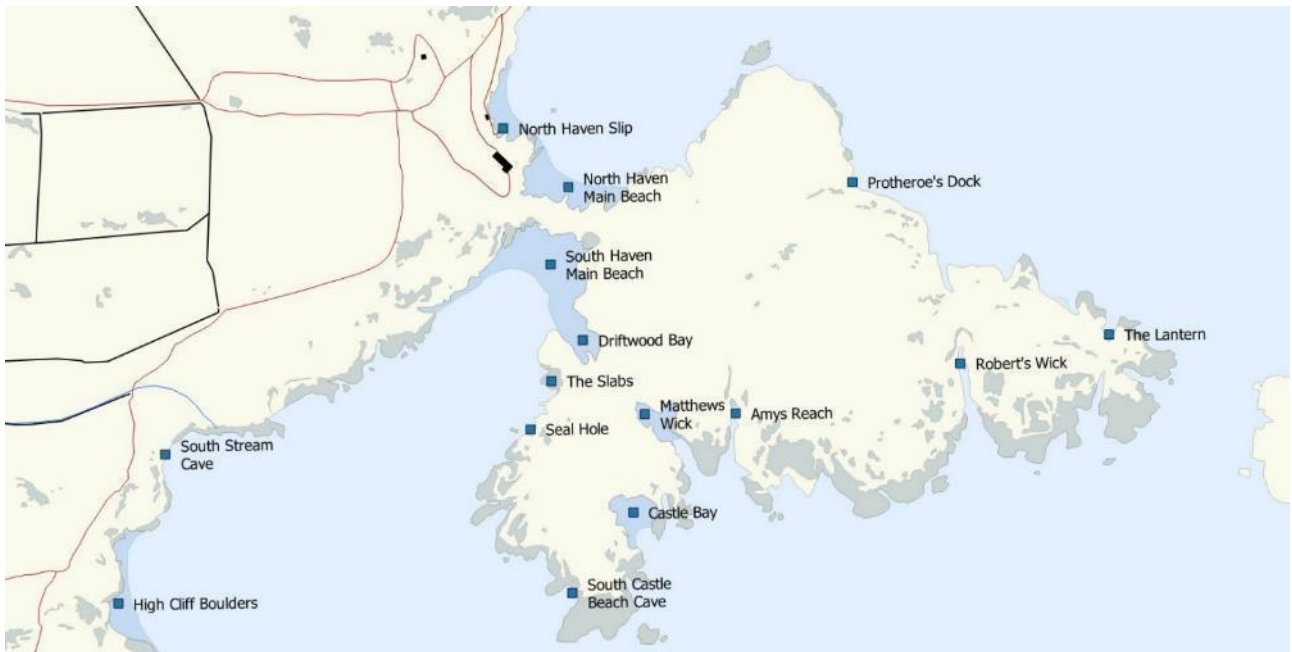 North Haven Slip
North Haven
Main Beach
Protheroe's Dock
South Haven
Main Beach
Driftwood Bay
The Lantern
Robert's Wick
The Slabs
Matthews
Wick
Amys Reach
Seal Hole
South Stream
Cave
Castle Bay
South Castle
Beach Cave
High Cliff Boulders